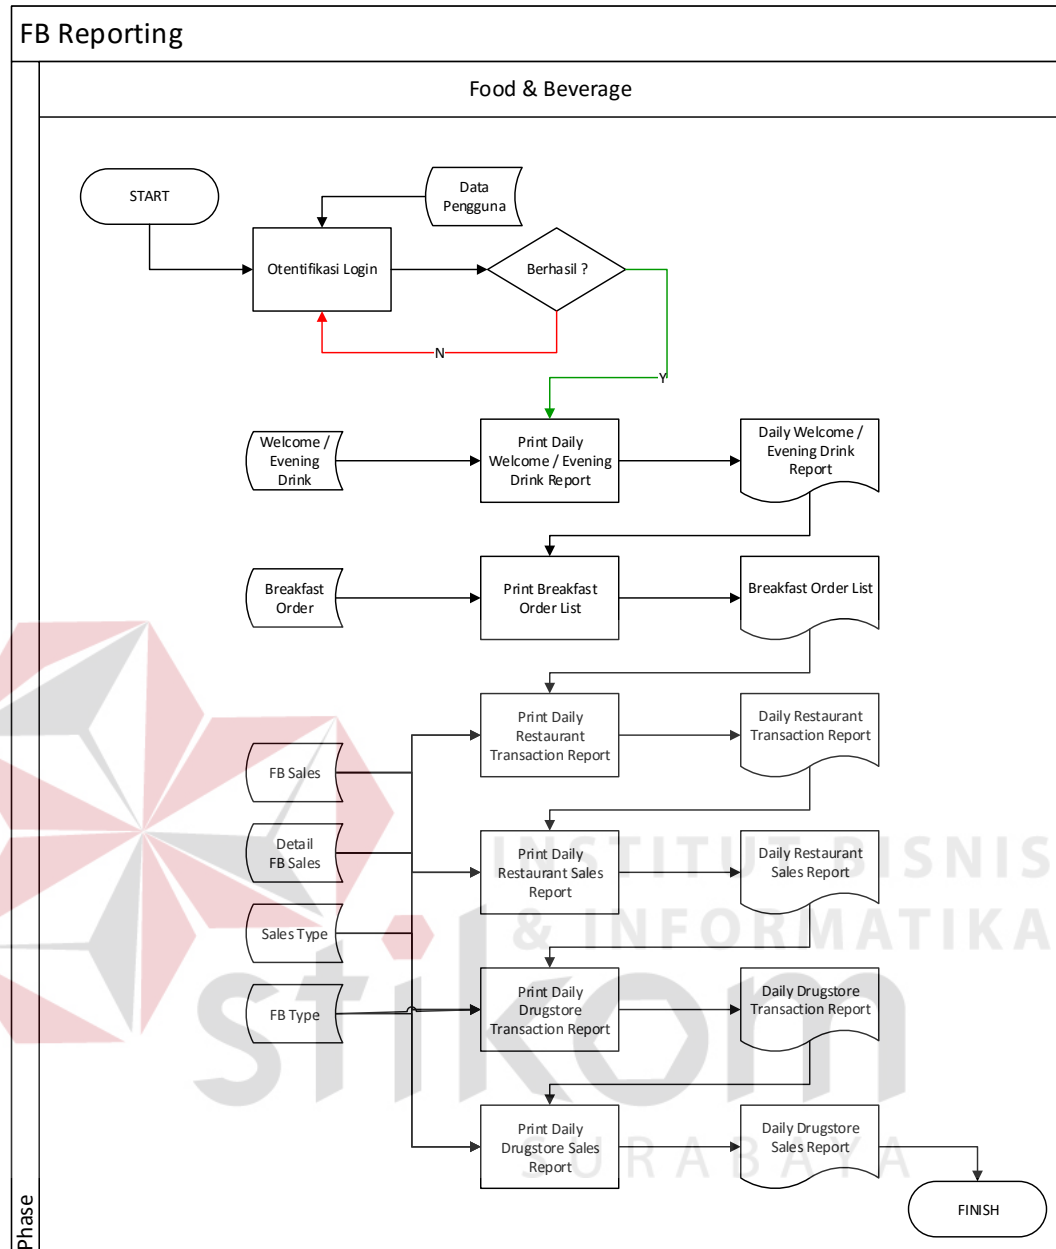 FB Reporting
Food & Beverage
START
Data
Pengguna
Otentifikasi Login
Berhasil ?
N
Y
Welcome /
Evening
Drink
Print Daily
Welcome / Evening
Drink Report
Daily Welcome /
Evening Drink
Report
Breakfast
Order
Print Breakfast
Order List
Breakfast Order List
Print Daily
Restaurant
Transaction Report
Daily Restaurant
Transaction Report
FB Sales
Detail
FB Sales
Print Daily
Restaurant Sales
Report
Daily Restaurant
Sales Report
Sales Type
FB Type
Print Daily
Drugstore
Transaction Report
Daily Drugstore
Transaction Report
Print Daily
Drugstore Sales
Report
Daily Drugstore
Sales Report
FINISH
Phase
INSTITUT BISNIS
& INFORMATIKA
stikom
SURABAYA